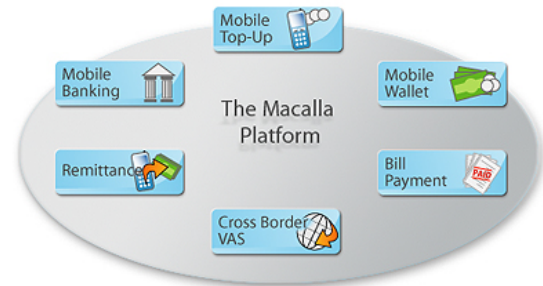 Mobile
Top-Up
Mobile
Banking
Mobile
Wallet
The Macalla
Platform
Remittance
Bill
Payment
PAID
Cross Border
VAS